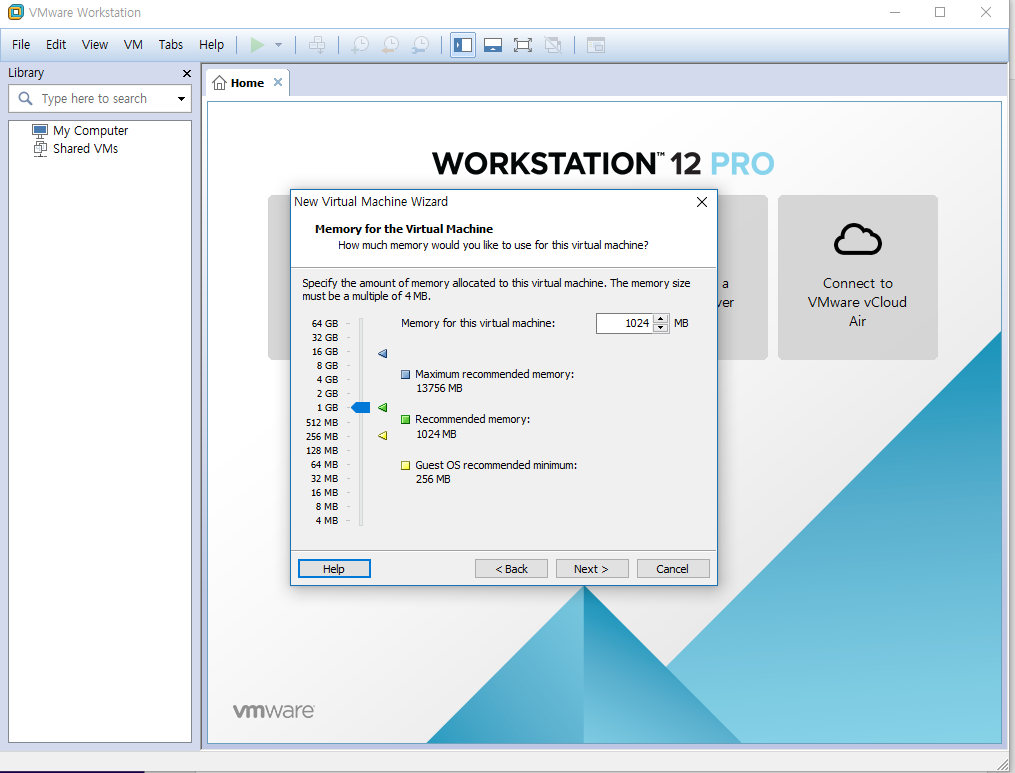 VMware Workstation
File Edit View VM Tabs Help
Library
Type here to search
My Computer
Shared VMs
Home
WORKSTATION™ 12 PRO
a
ver
Connect to
VMware vCloud
Air
New Virtual Machine Wizard
Memory for the Virtual Machine
How much memory would you like to use for this virtual machine?
Specify the amount of memory allocated to this virtual machine. The memory size
must be a multiple of 4 MB.
64 GB
32 GB
16 GB
8 GB
4 GB
2 GB
1 GB
512 MB
256 MB
128 MB
64 MB
32 MB
16 MB
8 MB
4 MB
Memory for this virtual machine: 1024 MB
Maximum recommended memory:
13756 MB
Recommended memory:
1024 MB
Guest OS recommended minimum:
256 MB
Help < Back Next > Cancel
vmware